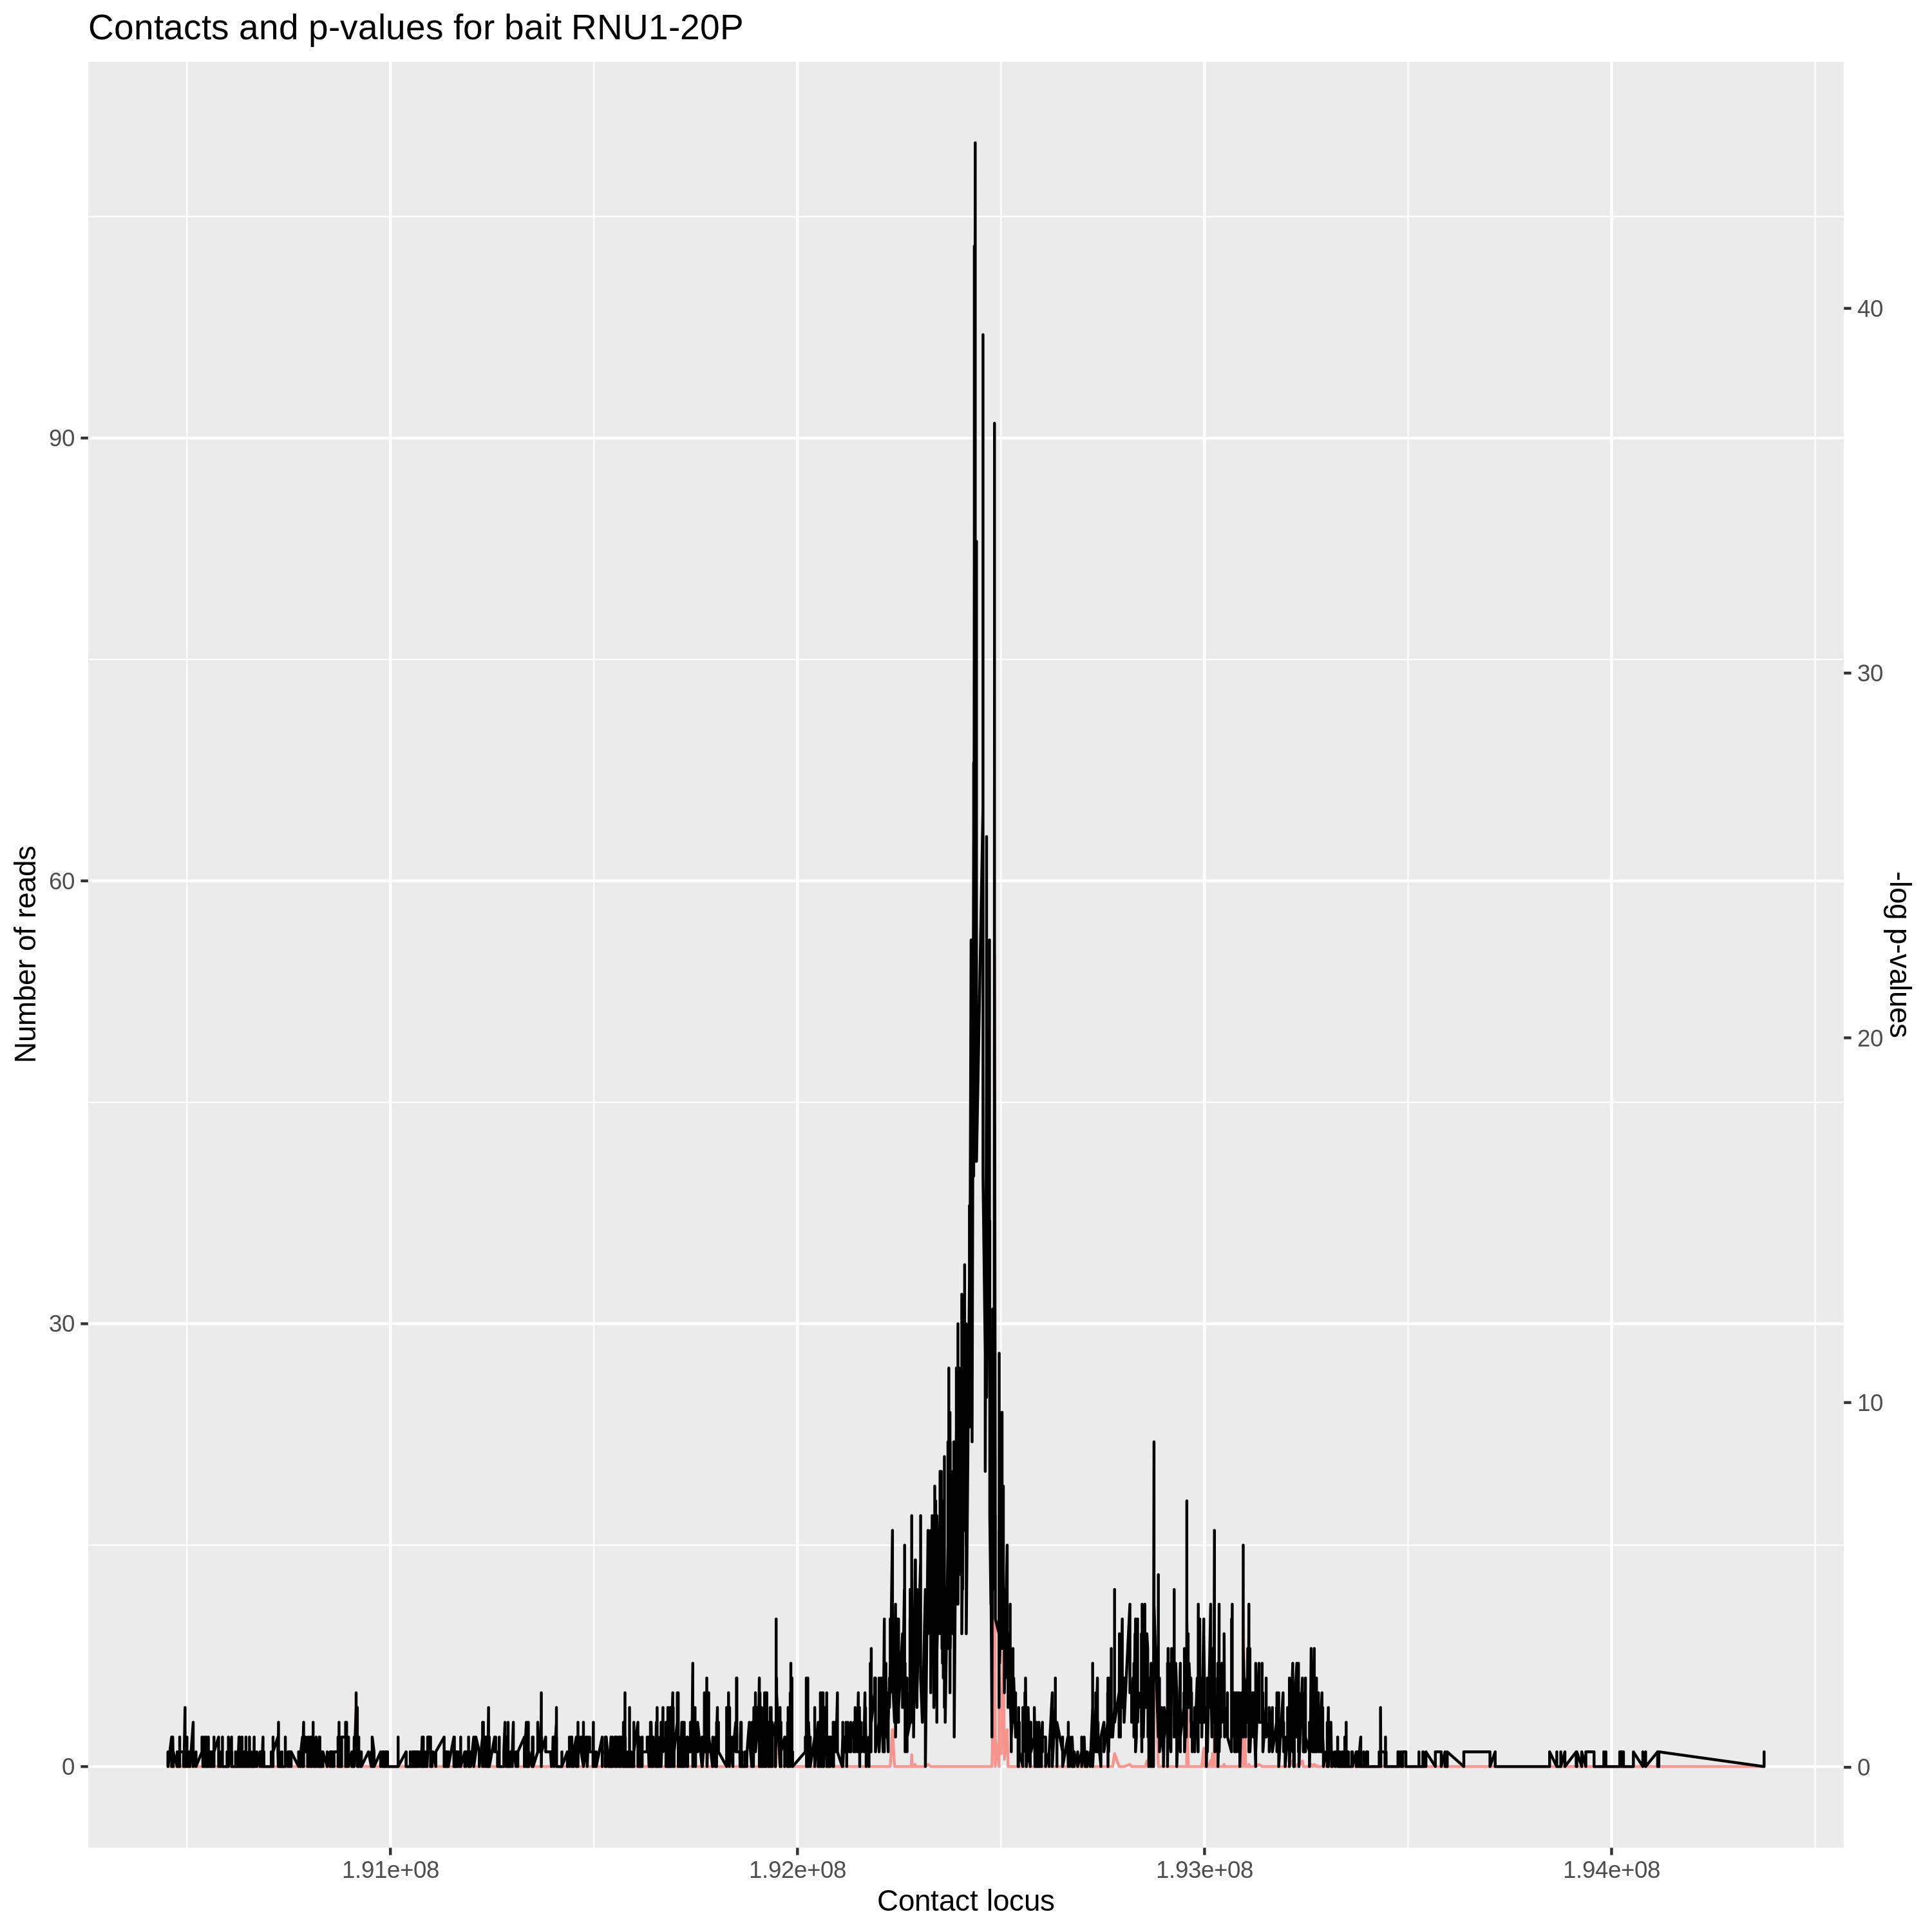 Contacts and p-values for bait RNU1-20P
Number of reads
90
60
30
0
40
30
20
10
0
-log p-values
1.91e+08
1.92e+08
1.93e+08
1.94e+08
Contact locus